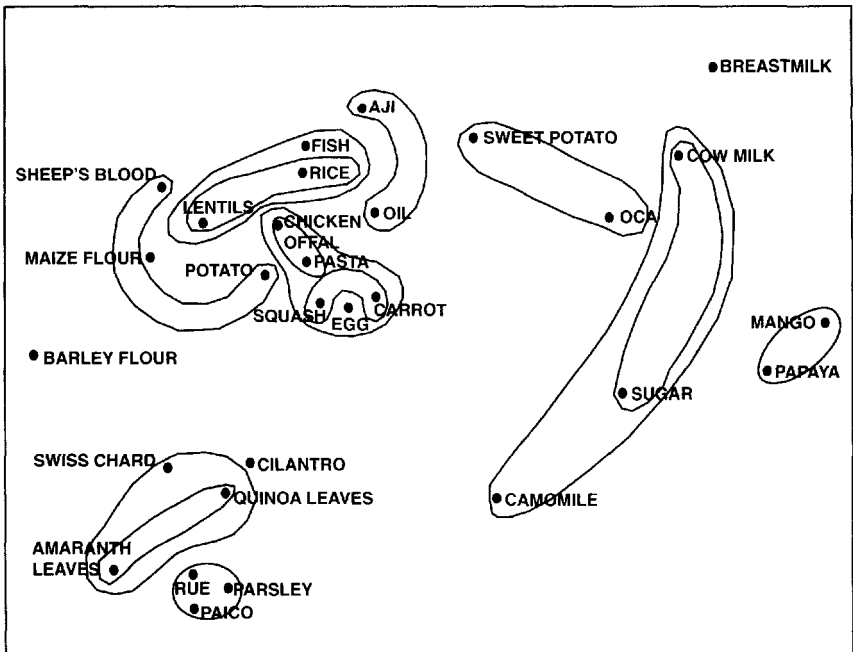 BREASTMILK
AJI
SWEET POTATO
FISH
COW MILK
SHEEP'S BLOOD
RICE
LENTILS
OIL
OCA
CHICKEN
OFFAL
MAIZE FLOUR
PASTA
POTATO
SQUASH
CARROT
EGG
MANGO
BARLEY FLOUR
PAPAYA
SUGAR
SWISS CHARD
CILANTRO
QUINOA LEAVES
CAMOMILE
AMARANTH
LEAVES
RUE
PARSLEY
PAICO